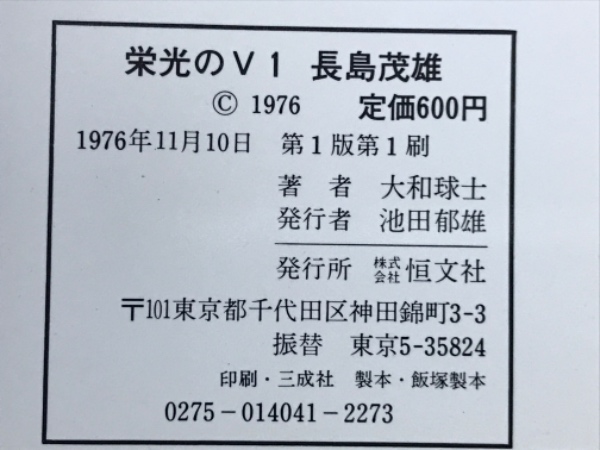 栄光のV1 長島茂雄
© 1976 定価600円
1976年11月10日 第1版第1刷
著者 大和球士
発行者 池田郁雄
発行所 株式会社 恒文社
〒101東京都千代田区神田錦町3-3
振替 東京5-35824
印刷・三成社 製本・飯塚製本
0275-014041-2273